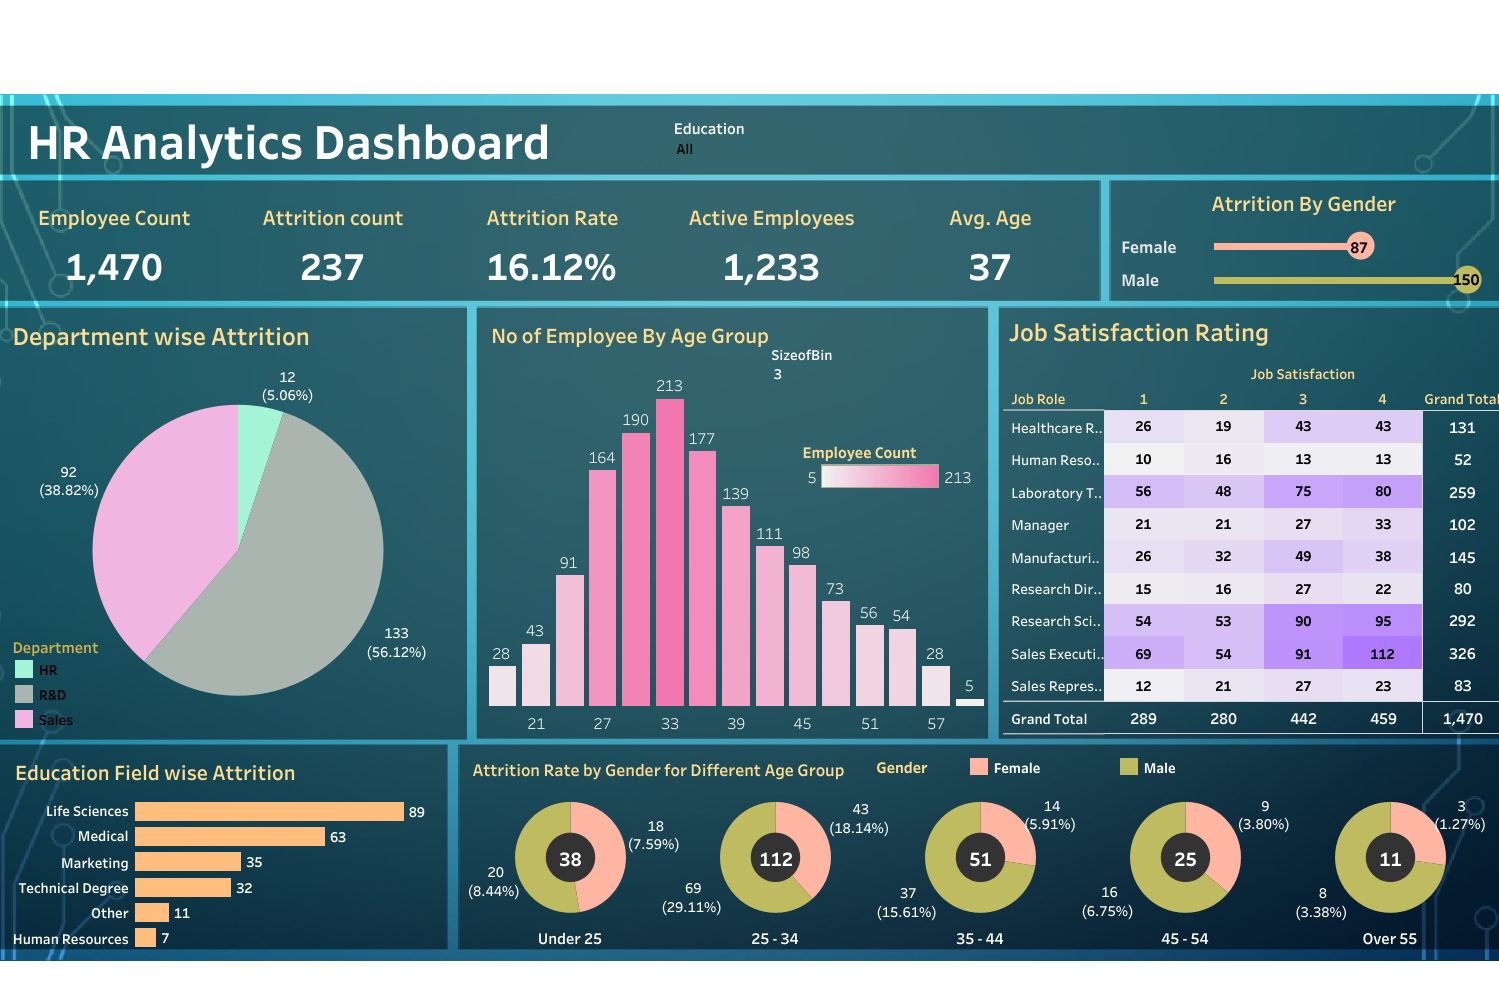 HR Analytics Dashboard
Education
All
Employee Count
1,470
Attrition count
237
Attrition Rate
16.12%
Active Employees
1,233
Avg. Age
37
Atrrition By Gender
Female 87
Male 150
Department wise Attrition
12
(5.06%)
92
(38.82%)
133
(56.12%)
Department
HR
R&D
Sales
No of Employee By Age Group
SizeofBin
3
Employee Count
5 213
28 43 91 164 190 213 177 139 111 98 73 56 54 28 5
21 27 33 39 45 51 57
Job Satisfaction Rating
Job Satisfaction
Job Role 1 2 3 4 Grand Total
Healthcare R.. 26 19 43 43 131
Human Reso.. 10 16 13 13 52
Laboratory T.. 56 48 75 80 259
Manager 21 21 27 33 102
Manufacturi.. 26 32 49 38 145
Research Dir.. 15 16 27 22 80
Research Sci.. 54 53 90 95 292
Sales Executi.. 69 54 91 112 326
Sales Repres.. 12 21 27 23 83
Grand Total 289 280 442 459 1,470
Education Field wise Attrition
Life Sciences 89
Medical 63
Marketing 35
Technical Degree 32
Other 11
Human Resources 7
Attrition Rate by Gender for Different Age Group
Gender Female Male
18
(7.59%)
38
20
(8.44%)
Under 25
43
(18.14%)
112
69
(29.11%)
25 - 34
14
(5.91%)
51
37
(15.61%)
35 - 44
9
(3.80%)
25
16
(6.75%)
45 - 54
3
(1.27%)
11
8
(3.38%)
Over 55